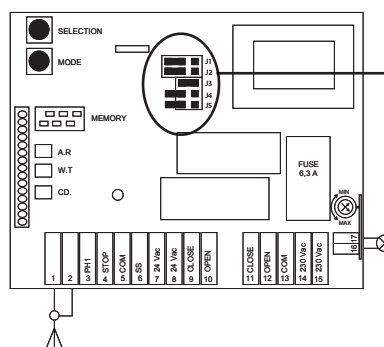 SELECTION
MODE
J1
J2
J3
J4
J5
MEMORY
A.R
W.T
CD.
FUSE
6,3 A
MIN
MAX
1
2
3 PH1
4 STOP
5 COM
6 SS
7 24 Vac
8 24 Vac
9 CLOSE
10 OPEN
11 CLOSE
12 OPEN
13 COM
14 230 Vac
15 230 Vac
16 17